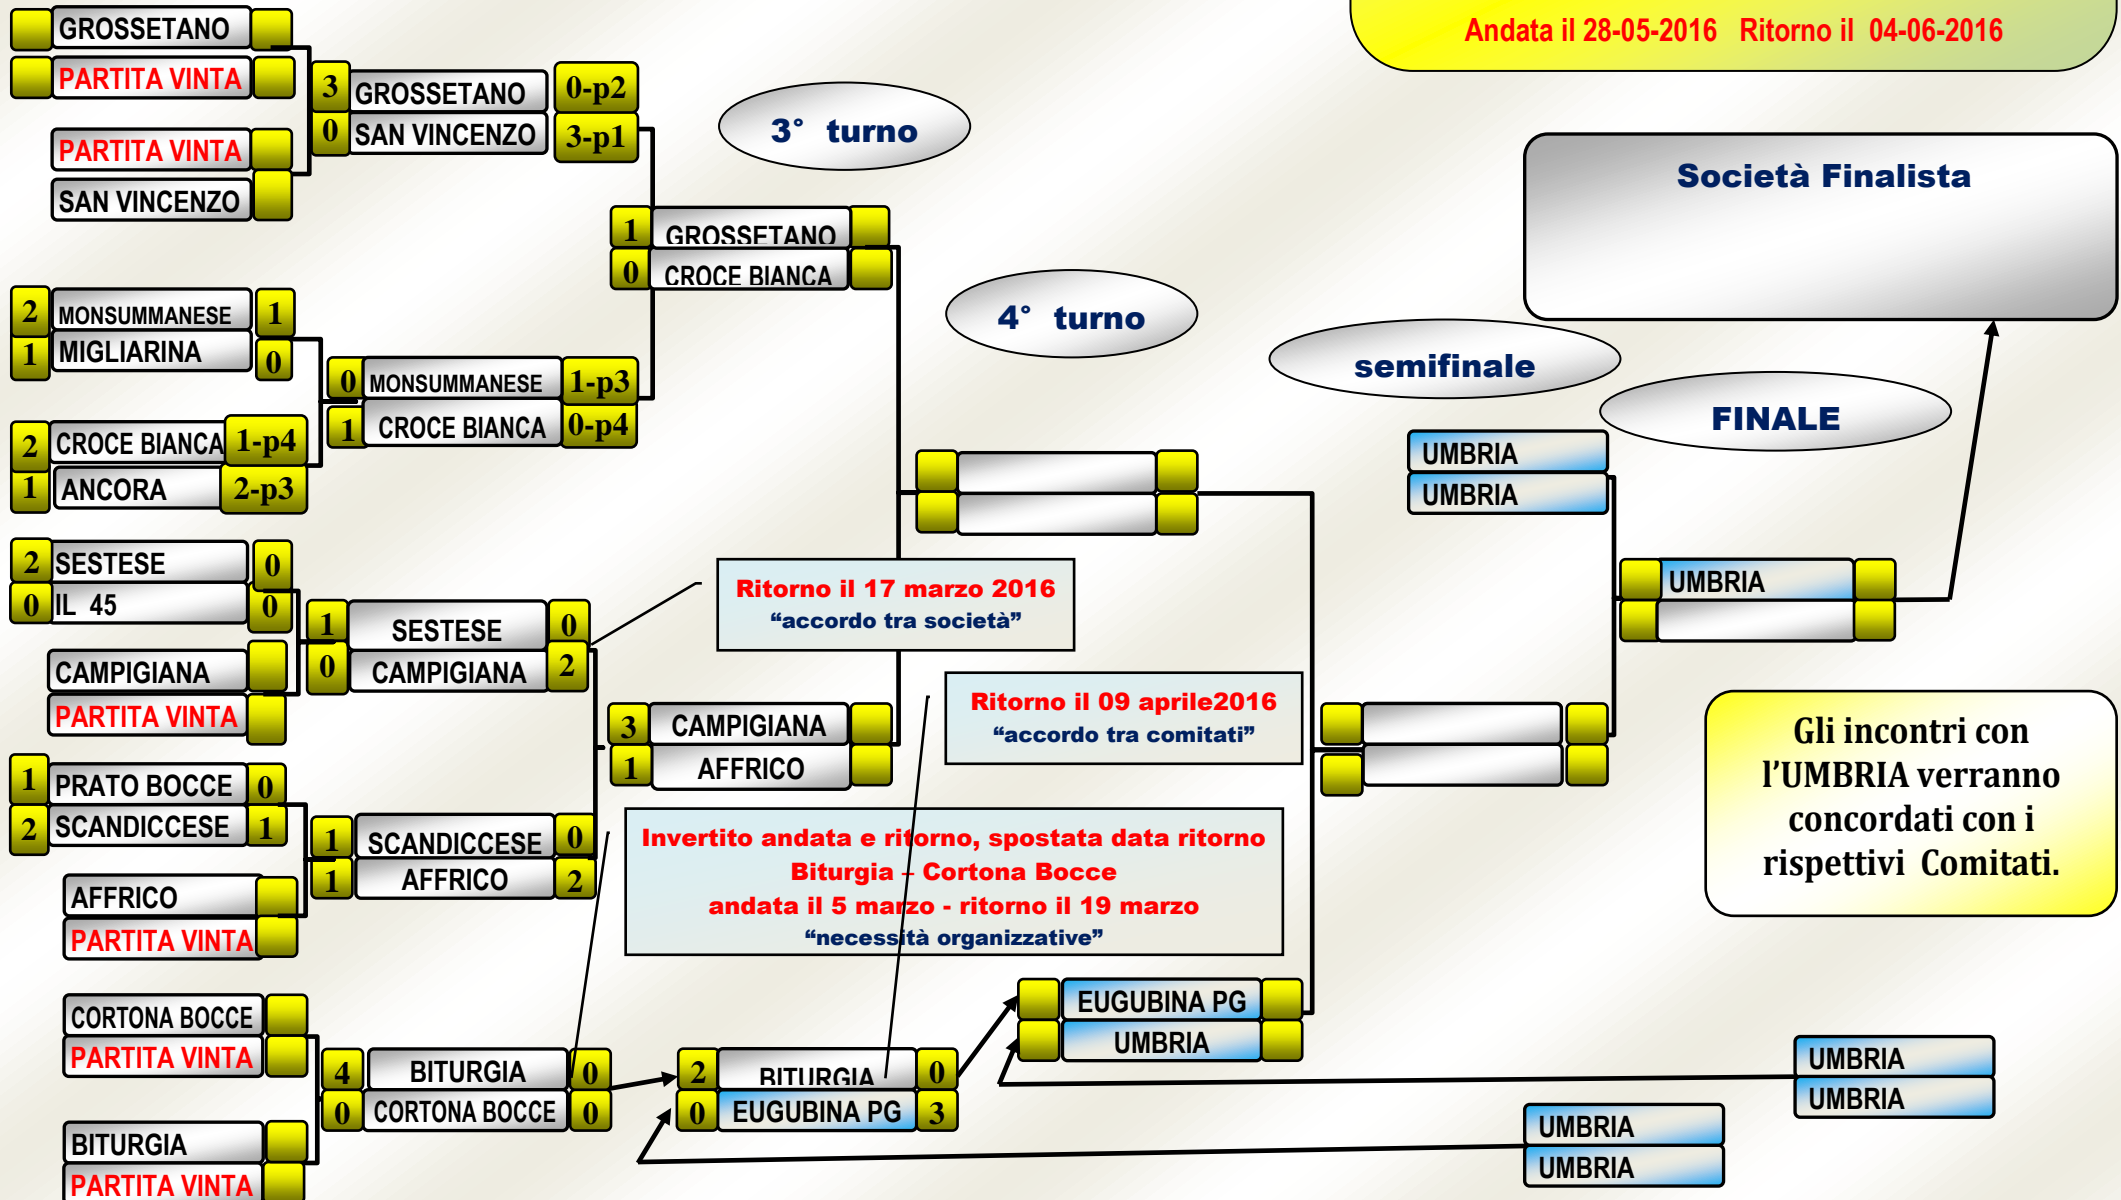 Andata il 28-05-2016 Ritorno il 04-06-2016
GROSSETANO
PARTITA VINTA
PARTITA VINTA
SAN VINCENZO
3 GROSSETANO 0-p2
0 SAN VINCENZO 3-p1
3° turno
1 GROSSETANO
0 CROCE BIANCA
2 MONSUMMANESE 1
1 MIGLIARINA 0
2 CROCE BIANCA 1-p4
1 ANCORA 2-p3
0 MONSUMMANESE 1-p3
1 CROCE BIANCA 0-p4
4° turno
Società Finalista
semifinale
FINALE
UMBRIA
UMBRIA
2 SESTESE 0
0 IL 45 0
CAMPIGIANA
PARTITA VINTA
1 SESTESE 0
0 CAMPIGIANA 2
Ritorno il 17 marzo 2016
“accordo tra società”
UMBRIA
3 CAMPIGIANA
1 AFFRICO
Ritorno il 09 aprile2016
“accordo tra comitati”
1 PRATO BOCCE 0
2 SCANDICCESE 1
AFFRICO
PARTITA VINTA
1 SCANDICCESE 0
1 AFFRICO 2
Invertito andata e ritorno, spostata data ritorno
Biturgia – Cortona Bocce
andata il 5 marzo - ritorno il 19 marzo
“necessità organizzative”
Gli incontri con
l’UMBRIA verranno
concordati con i
rispettivi Comitati.
CORTONA BOCCE
PARTITA VINTA
BITURGIA
PARTITA VINTA
4 BITURGIA 0
0 CORTONA BOCCE 0
2 BITURGIA 0
0 EUGUBINA PG 3
EUGUBINA PG
UMBRIA
UMBRIA
UMBRIA
UMBRIA
UMBRIA